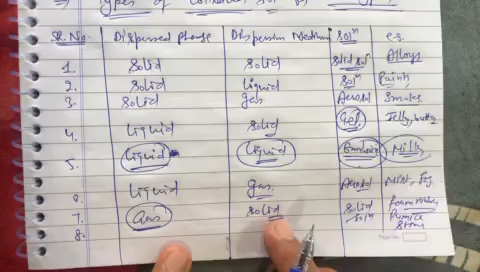 Types of
Sr. No. Dispersed Phase Dispersion Medium solⁿ e.g.
1. Solid Solid Solid solⁿ Alloys
2. Solid liquid Solⁿ Paints
3. Solid gas Aerosol Smoke
4. liquid Solid Gel Jelly, butter
5. liquid liquid Emulsion Milk
6. liquid gas Aerosol Mist, Fog
7. Gas Solid Solid solⁿ Pumice stone
8.
Page No.